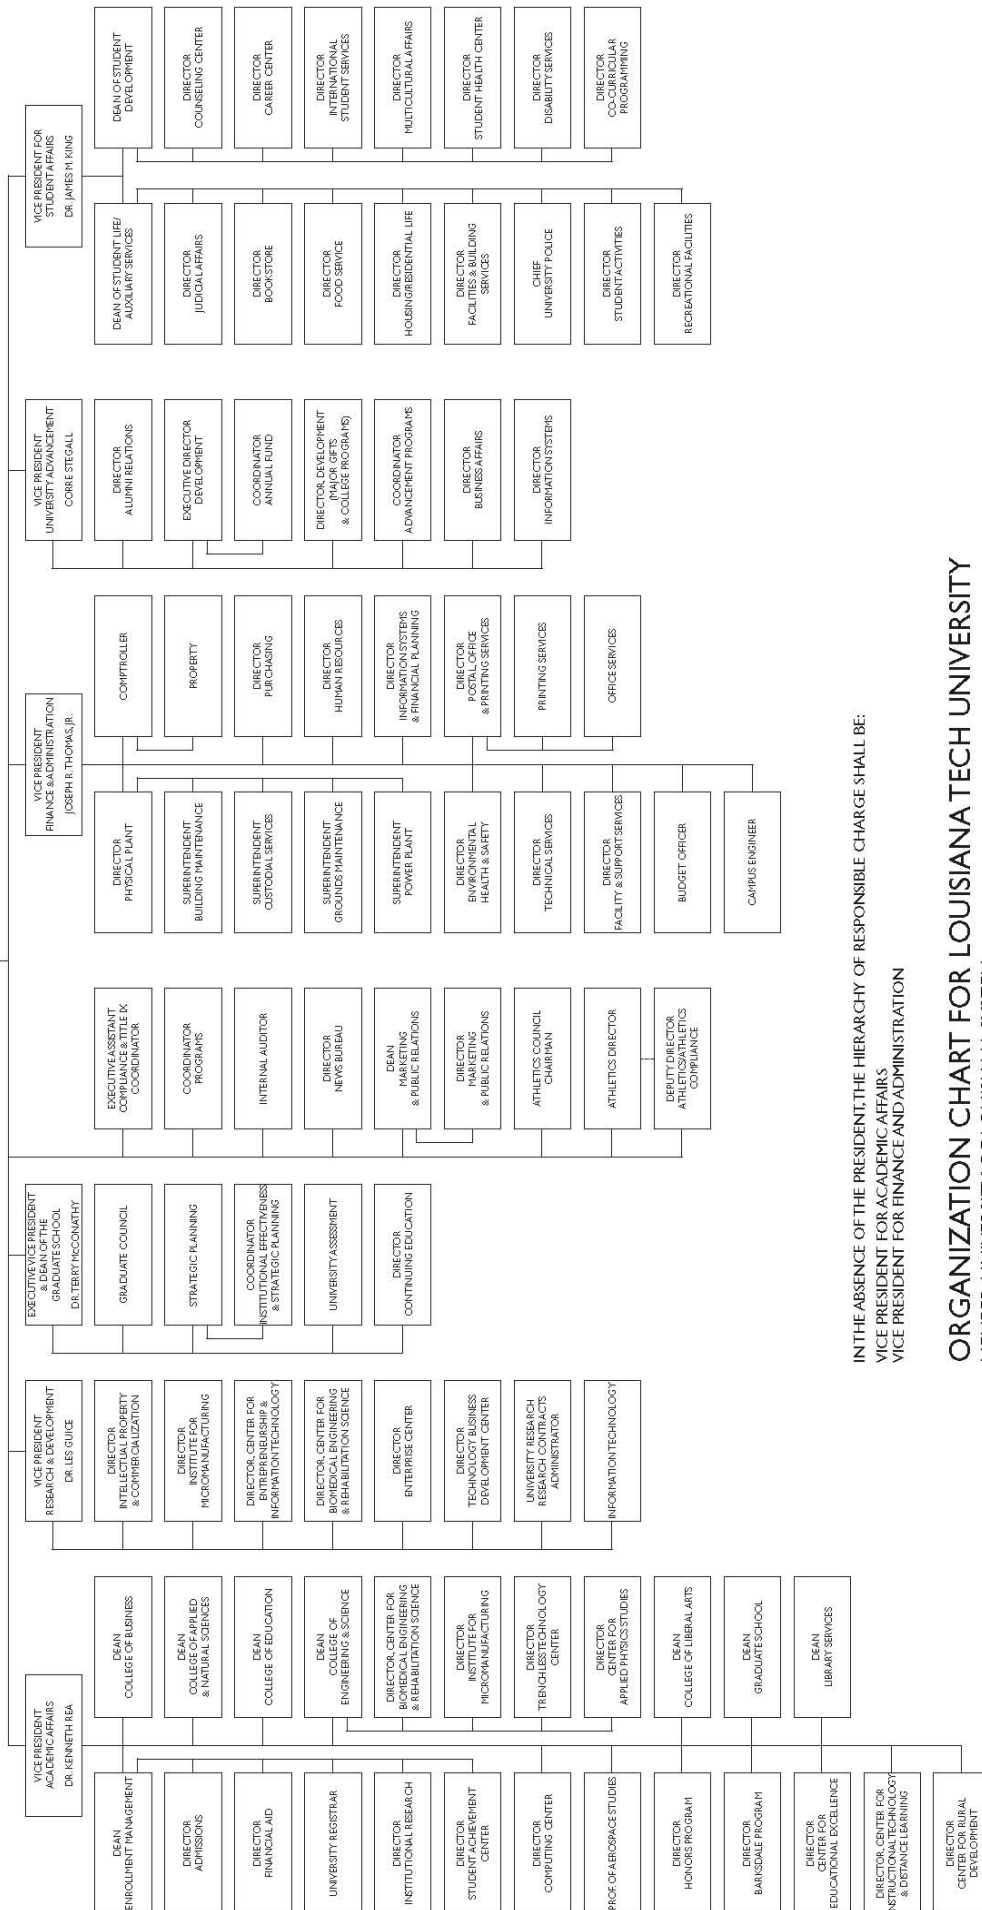 VICE PRESIDENT
ACADEMIC AFFAIRS
DR. KENNETH REA
DEAN
ENROLLMENT MANAGEMENT
DIRECTOR
ADMISSIONS
DIRECTOR
FINANCIAL AID
UNIVERSITY REGISTRAR
DIRECTOR
INSTITUTIONAL RESEARCH
DIRECTOR
STUDENT ACHIEVEMENT
CENTER
DIRECTOR
COMPUTING CENTER
PROF. OF AEROSPACE STUDIES
DIRECTOR
HONORS PROGRAM
DIRECTOR
BARKSDALE PROGRAM
DIRECTOR
CENTER FOR
EDUCATIONAL EXCELLENCE
DIRECTOR, CENTER FOR
NSTRUCTIONAL TECHNOLOGY
& DISTANCE LEARNING
DIRECTOR
CENTER FOR RURAL
DEVELOPMENT
DEAN
COLLEGE OF BUSINESS
DEAN
COLLEGE OF APPLIED
& NATURAL SCIENCES
DEAN
COLLEGE OF EDUCATION
DEAN
COLLEGE OF
ENGINEERING & SCIENCE
DIRECTOR, CENTER FOR
BIOMEDICAL ENGINEERING
& REHABILITATION SCIENCE
DIRECTOR
INSTITUTE FOR
MICROMANUFACTURING
DIRECTOR
TRENCHLESS TECHNOLOGY
CENTER
DIRECTOR
CENTER FOR
APPLIED PHYSICS STUDIES
DEAN
COLLEGE OF LIBERAL ARTS
DEAN
GRADUATE SCHOOL
DEAN
LIBRARY SERVICES
VICE PRESIDENT
RESEARCH & DEVELOPMENT
DR. LES GUICE
DIRECTOR
INTELLECTUAL PROPERTY
& COMMERCIALIZATION
DIRECTOR
INSTITUTE FOR
MICROMANUFACTURING
DIRECTOR, CENTER FOR
ENTREPRENEURSHIP &
INFORMATION TECHNOLOGY
DIRECTOR, CENTER FOR
BIOMEDICAL ENGINEERING
& REHABILITATION SCIENCE
DIRECTOR
ENTERPRISE CENTER
DIRECTOR
TECHNOLOGY BUSINESS
DEVELOPMENT CENTER
UNIVERSITY RESEARCH
RESEARCH CONTRACTS
ADMINISTRATOR
INFORMATION TECHNOLOGY
EXECUTIVE VICE PRESIDENT
& DEAN OF THE
GRADUATE SCHOOL
DR. TERRY McCONATHY
GRADUATE COUNCIL
STRATEGIC PLANNING
COORDINATOR
INSTITUTIONAL EFFECTIVENESS
& STRATEGIC PLANNING
UNIVERSITY ASSESSMENT
DIRECTOR
CONTINUING EDUCATION
EXECUTIVE ASSISTANT
COMPLIANCE & TITLE IX
COORDINATOR
COORDINATOR
PROGRAMS
INTERNAL AUDITOR
DIRECTOR
NEWS BUREAU
DEAN
MARKETING
& PUBLIC RELATIONS
DIRECTOR
MARKETING
& PUBLIC RELATIONS
ATHLETICS COUNCIL
CHAIRMAN
ATHLETICS DIRECTOR
DEPUTY DIRECTOR
ATHLETICS/ATHLETICS
COMPLIANCE
VICE PRESIDENT
FINANCE & ADMINISTRATION
JOSEPH R. THOMAS, JR.
DIRECTOR
PHYSICAL PLANT
SUPERINTENDENT
BUILDING MAINTENANCE
SUPERINTENDENT
CUSTODIAL SERVICES
SUPERINTENDENT
GROUNDS MAINTENANCE
SUPERINTENDENT
POWER PLANT
DIRECTOR
ENVIRONMENTAL
HEALTH & SAFETY
DIRECTOR
TECHNICAL SERVICES
DIRECTOR
FACILITY & SUPPORT SERVICES
BUDGET OFFICER
CAMPUS ENGINEER
COMPTROLLER
PROPERTY
DIRECTOR
PURCHASING
DIRECTOR
HUMAN RESOURCES
DIRECTOR
INFORMATION SYSTEMS
& FINANCIAL PLANNING
DIRECTOR
POSTAL, OFFICE
& PRINTING SERVICES
PRINTING SERVICES
OFFICE SERVICES
VICE PRESIDENT
UNIVERSITY ADVANCEMENT
CORRE STEGALL
DIRECTOR
ALUMNI RELATIONS
EXECUTIVE DIRECTOR
DEVELOPMENT
COORDINATOR
ANNUAL FUND
DIRECTOR, DEVELOPMENT
(MAJOR GIFTS
& COLLEGE PROGRAMS)
COORDINATOR
ADVANCEMENT PROGRAMS
DIRECTOR
BUSINESS AFFAIRS
DIRECTOR
INFORMATION SYSTEMS
VICE PRESIDENT FOR
STUDENT AFFAIRS
DR. JAMES M. KING
DEAN OF STUDENT LIFE/
AUXILIARY SERVICES
DIRECTOR
JUDICIAL AFFAIRS
DIRECTOR
BOOKSTORE
DIRECTOR
FOOD SERVICE
DIRECTOR
HOUSING/RESIDENTIAL LIFE
DIRECTOR
FACILITIES & BUILDING
SERVICES
CHIEF
UNIVERSITY POLICE
DIRECTOR
STUDENT ACTIVITIES
DIRECTOR
RECREATIONAL FACILITIES
DEAN OF STUDENT
DEVELOPMENT
DIRECTOR
COUNSELING CENTER
DIRECTOR
CAREER CENTER
DIRECTOR
INTERNATIONAL
STUDENT SERVICES
DIRECTOR
MULTICULTURAL AFFAIRS
DIRECTOR
STUDENT HEALTH CENTER
DIRECTOR
DISABILITY SERVICES
DIRECTOR
CO-CURRICULAR
PROGRAMMING
IN THE ABSENCE OF THE PRESIDENT, THE HIERARCHY OF RESPONSIBLE CHARGE SHALL BE:
VICE PRESIDENT FOR ACADEMIC AFFAIRS
VICE PRESIDENT FOR FINANCE AND ADMINISTRATION
ORGANIZATION CHART FOR LOUISIANA TECH UNIVERSITY